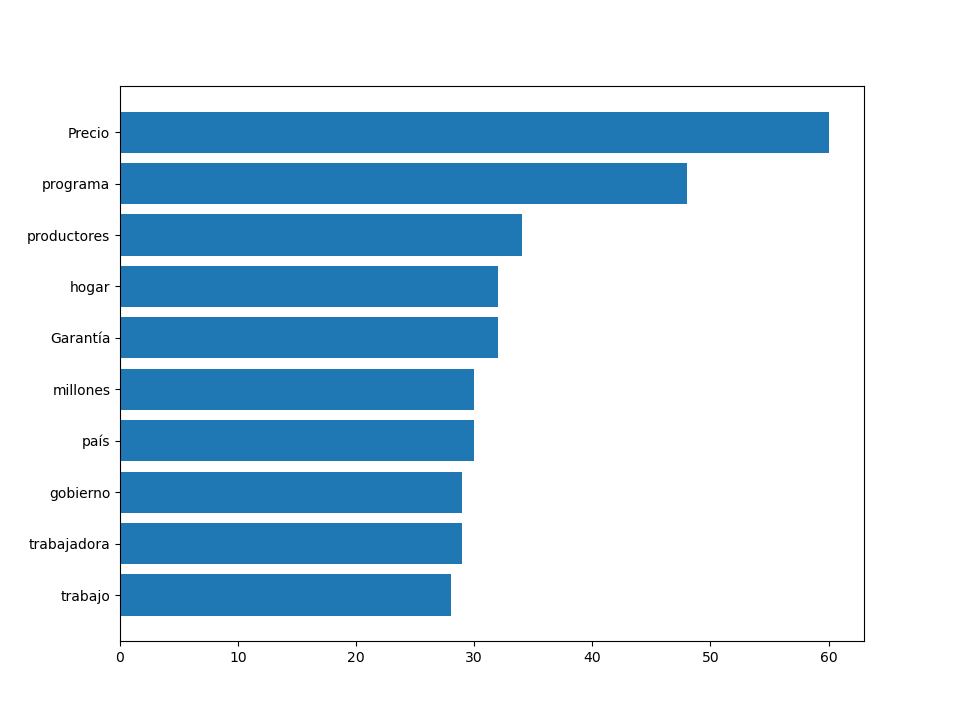 Precio
programa
productores
hogar
Garantía
millones
país
gobierno
trabajadora
trabajo
0 10 20 30 40 50 60